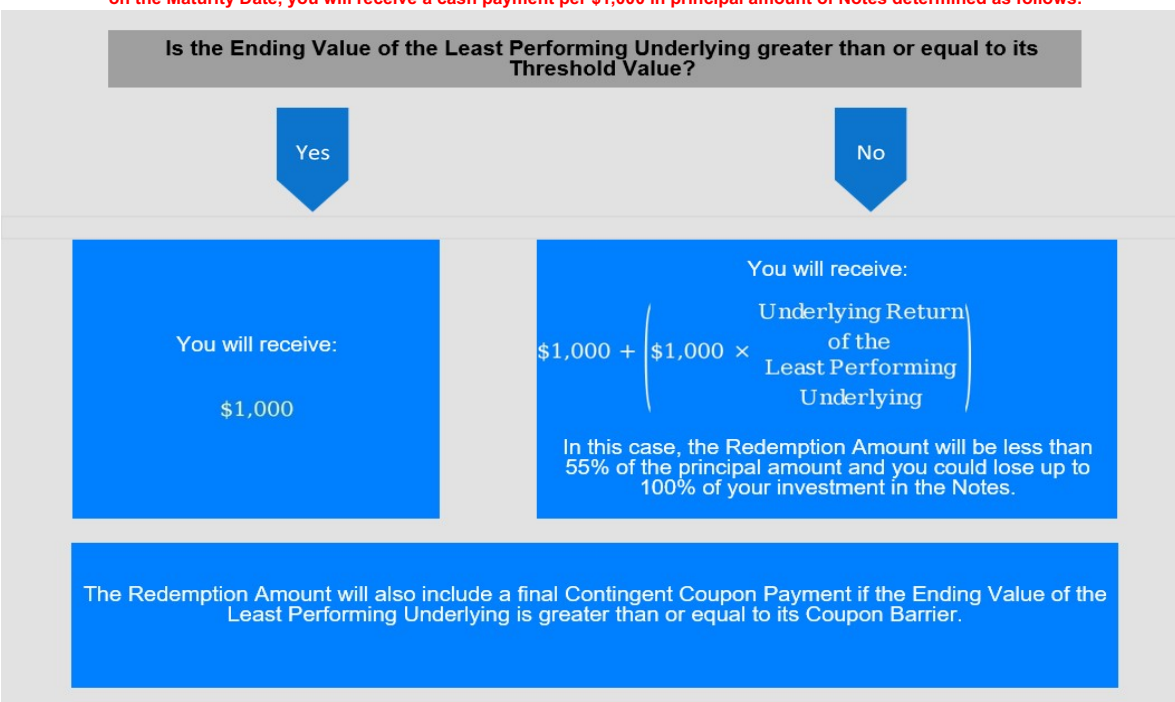 on the Maturity Date, you will receive a cash payment per $1,000 in principal amount of Notes determined as follows:
Is the Ending Value of the Least Performing Underlying greater than or equal to its
Threshold Value?
Yes
No
You will receive:
$1,000
You will receive:
$1,000 + ($1,000 × Underlying Return
of the
Least Performing
Underlying)
In this case, the Redemption Amount will be less than
55% of the principal amount and you could lose up to
100% of your investment in the Notes.
The Redemption Amount will also include a final Contingent Coupon Payment if the Ending Value of the
Least Performing Underlying is greater than or equal to its Coupon Barrier.